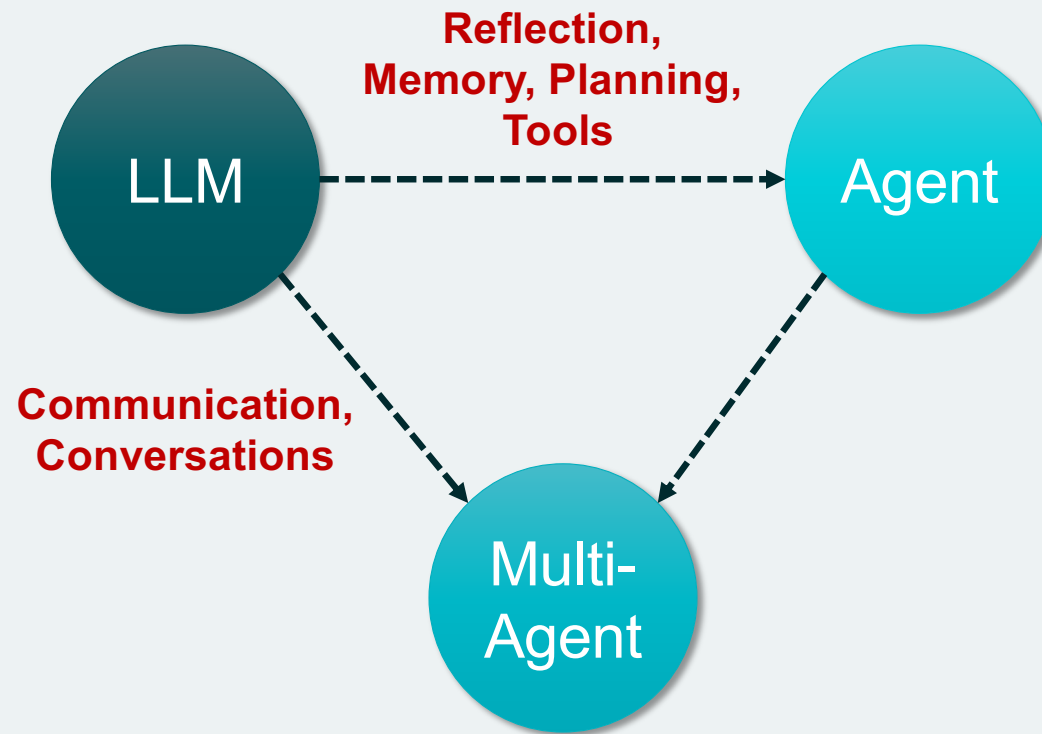 Reflection,
Memory, Planning,
Tools
LLM
Agent
Communication,
Conversations
Multi-
Agent